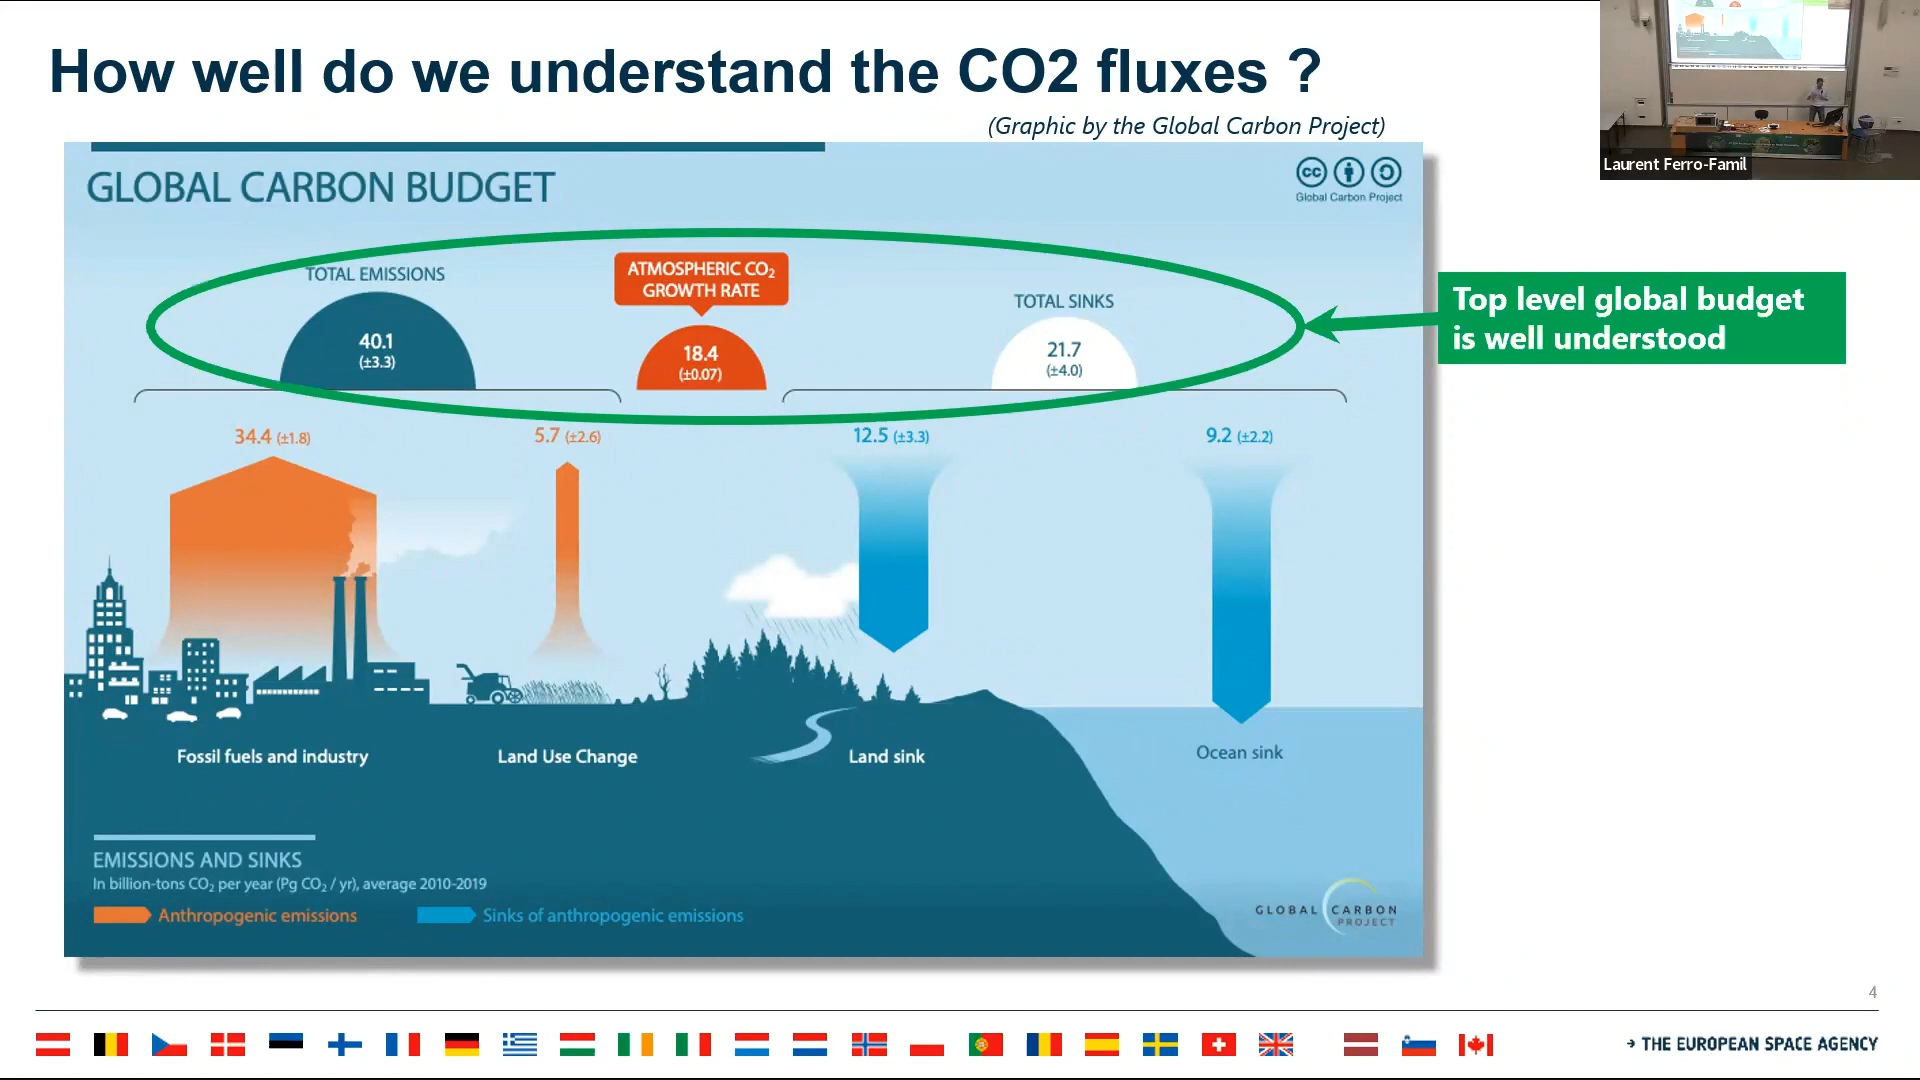 How well do we understand the CO2 fluxes ?
(Graphic by the Global Carbon Project)
Laurent Ferro-Famil
GLOBAL CARBON BUDGET
cc
Global Carbon Project
TOTAL EMISSIONS
40.1
(±3.3)
ATMOSPHERIC CO₂
GROWTH RATE
18.4
(±0.07)
TOTAL SINKS
21.7
(±4.0)
Top level global budget
is well understood
34.4 (±1.8)
5.7 (±2.6)
12.5 (±3.3)
9.2 (±2.2)
Fossil fuels and industry
Land Use Change
Land sink
Ocean sink
EMISSIONS AND SINKS
In billion-tons CO₂ per year (Pg CO₂ / yr), average 2010-2019
Anthropogenic emissions
Sinks of anthropogenic emissions
GLOBAL CARBON
PROJECT
4
→ THE EUROPEAN SPACE AGENCY